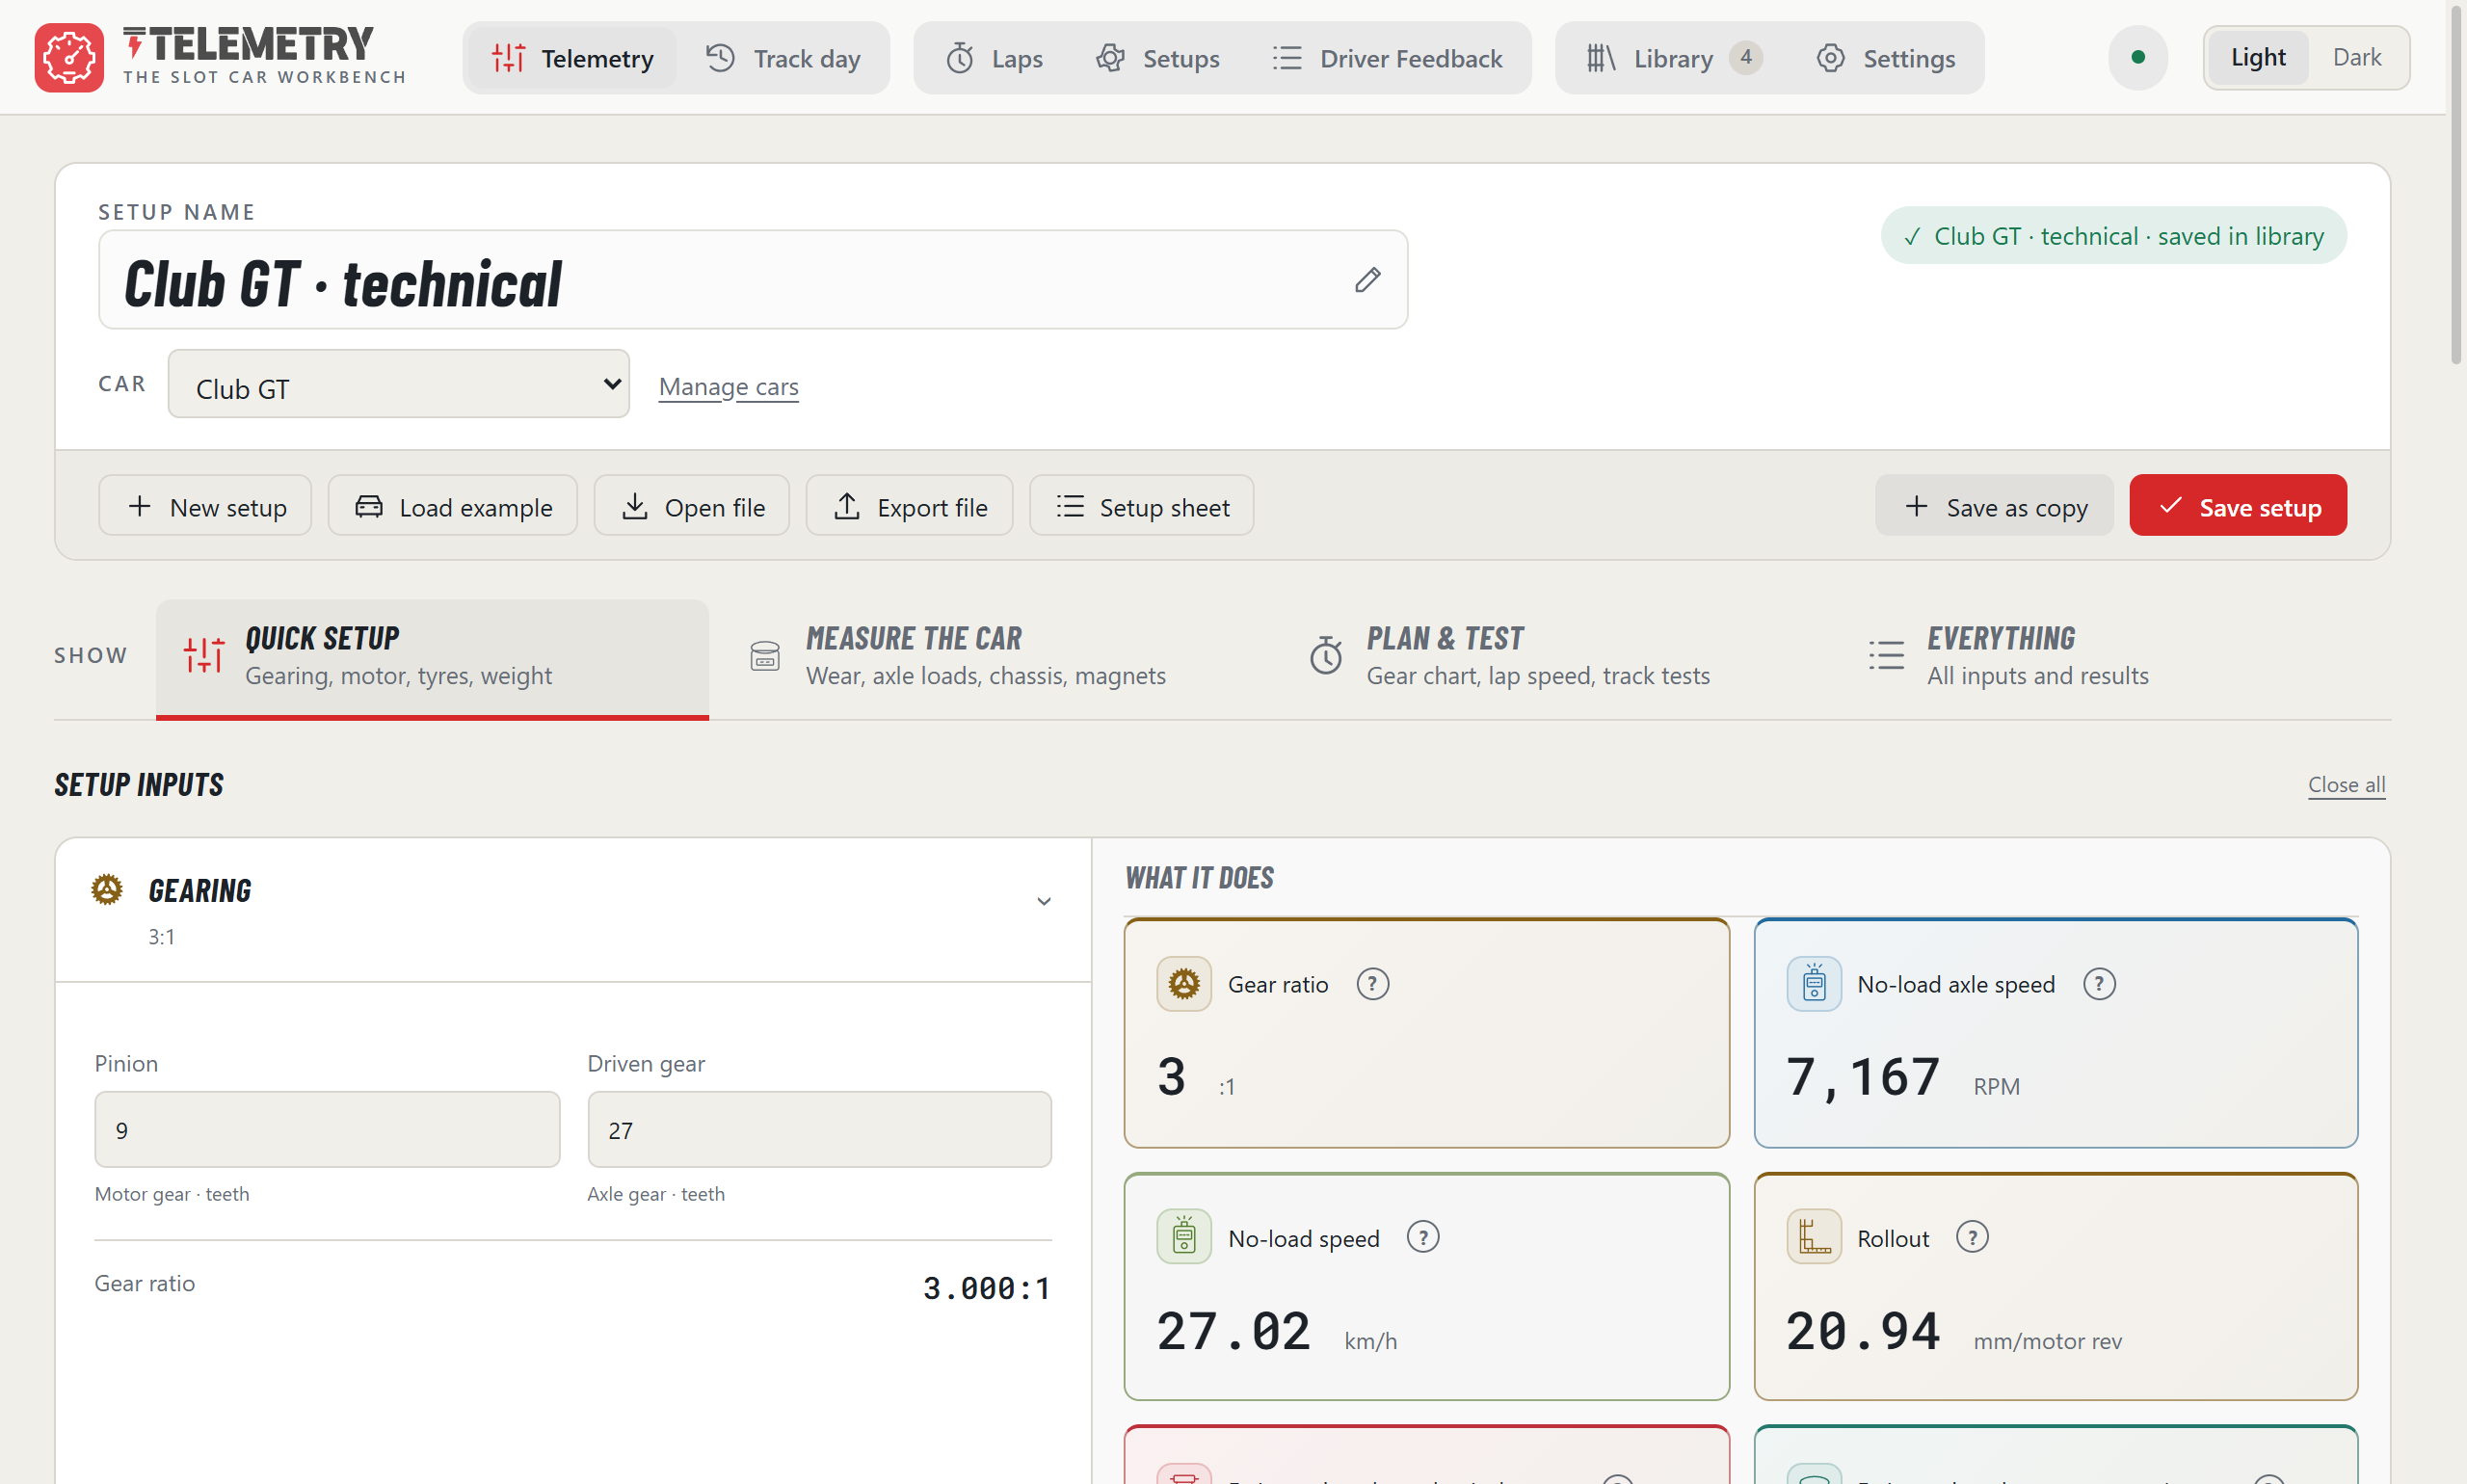 TELEMETRY
THE SLOT CAR WORKBENCH
Telemetry
Track day
Laps
Setups
Driver Feedback
Library 4
Settings
Light
Dark
SETUP NAME
Club GT · technical
✓ Club GT · technical · saved in library
CAR
Club GT
Manage cars
New setup
Load example
Open file
Export file
Setup sheet
Save as copy
Save setup
SHOW
QUICK SETUP
Gearing, motor, tyres, weight
MEASURE THE CAR
Wear, axle loads, chassis, magnets
PLAN & TEST
Gear chart, lap speed, track tests
EVERYTHING
All inputs and results
SETUP INPUTS
Close all
GEARING
3:1
Pinion
Driven gear
9
27
Motor gear · teeth
Axle gear · teeth
Gear ratio
3.000:1
WHAT IT DOES
Gear ratio ?
3 :1
No-load axle speed ?
7,167 RPM
No-load speed ?
27.02 km/h
Rollout ?
20.94 mm/motor rev